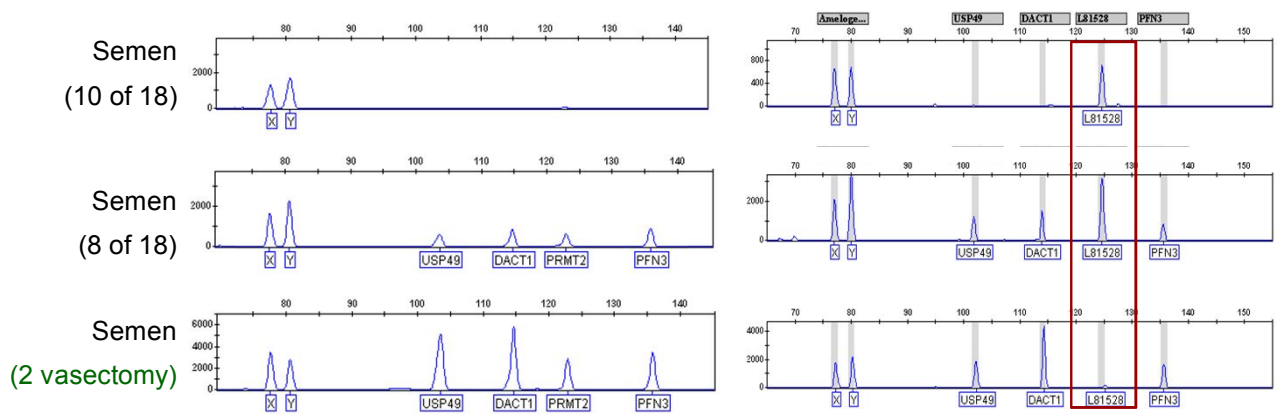 Ameloge... USP49 DACT1 L81528 PFN3
80 90 100 110 120 130 140
70 80 90 100 110 120 130 140 150
Semen
(10 of 18)
2000
0
X Y
800
400
0
X Y L81528
80 90 100 110 120 130 140
70 80 90 100 110 120 130 140 150
Semen
(8 of 18)
2000
0
X Y USP49 DACT1 PRMT2 PFN3
2000
0
X Y USP49 DACT1 L81528 PFN3
80 90 100 110 120 130 140
70 80 90 100 110 120 130 140 150
Semen
(2 vasectomy)
6000
4000
2000
0
X Y USP49 DACT1 PRMT2 PFN3
4000
2000
0
X Y USP49 DACT1 L81528 PFN3